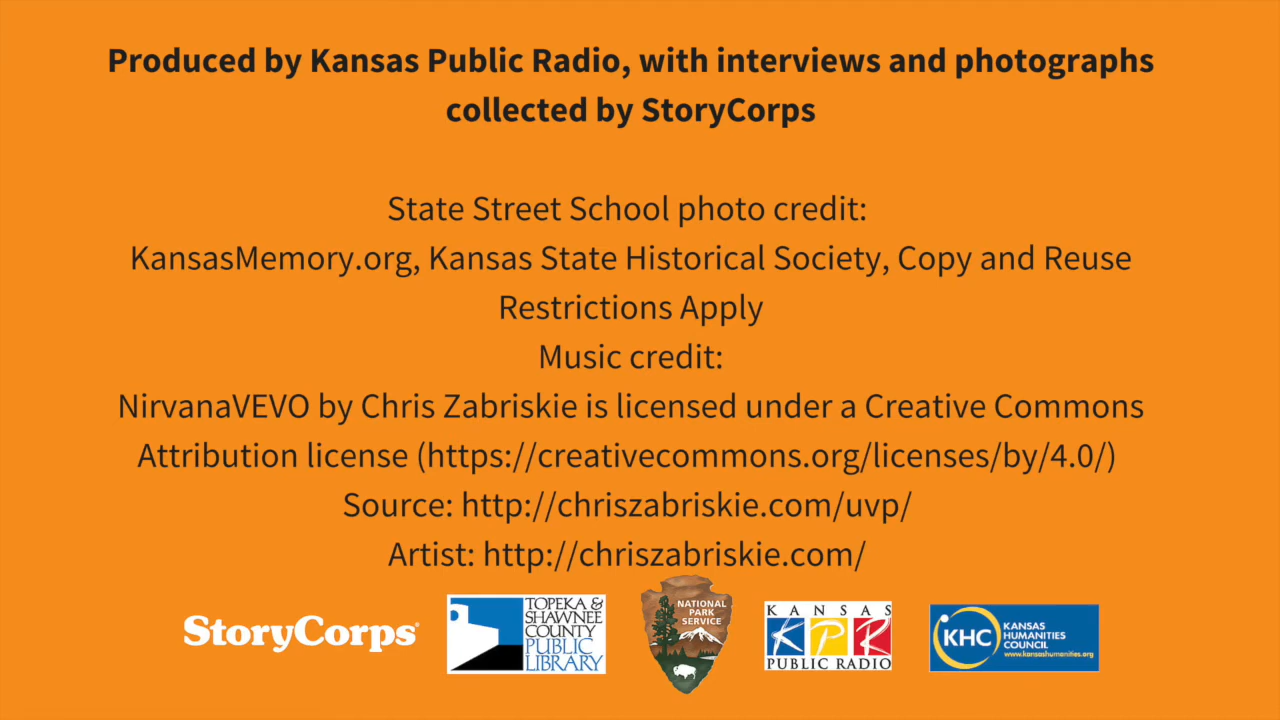 Produced by Kansas Public Radio, with interviews and photographs
collected by StoryCorps
State Street School photo credit:
KansasMemory.org, Kansas State Historical Society, Copy and Reuse
Restrictions Apply
Music credit:
NirvanaVEVO by Chris Zabriskie is licensed under a Creative Commons
Attribution license (https://creativecommons.org/licenses/by/4.0/)
Source: http://chriszabriskie.com/uvp/
Artist: http://chriszabriskie.com/
StoryCorps®
TOPEKA &
SHAWNEE
COUNTY
PUBLIC
LIBRARY
NATIONAL
PARK
SERVICE
KANSAS
KPR
PUBLIC RADIO
KHC
KANSAS
HUMANITIES
COUNCIL
www.kansashumanities.org